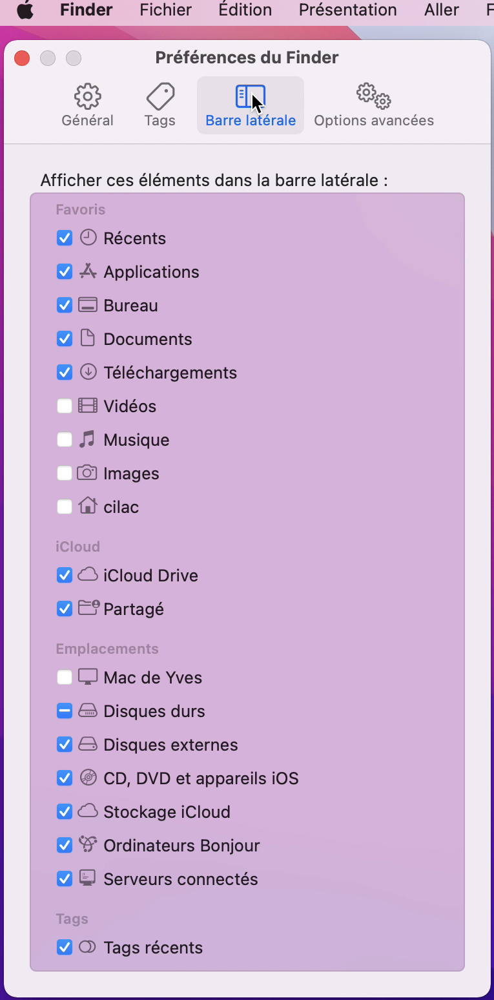 Finder Fichier Édition Présentation Aller F
Préférences du Finder
Général Tags Barre latérale Options avancées
Afficher ces éléments dans la barre latérale :
Favoris
Récents
Applications
Bureau
Documents
Téléchargements
Vidéos
Musique
Images
cilac
iCloud
iCloud Drive
Partagé
Emplacements
Mac de Yves
Disques durs
Disques externes
CD, DVD et appareils iOS
Stockage iCloud
Ordinateurs Bonjour
Serveurs connectés
Tags
Tags récents